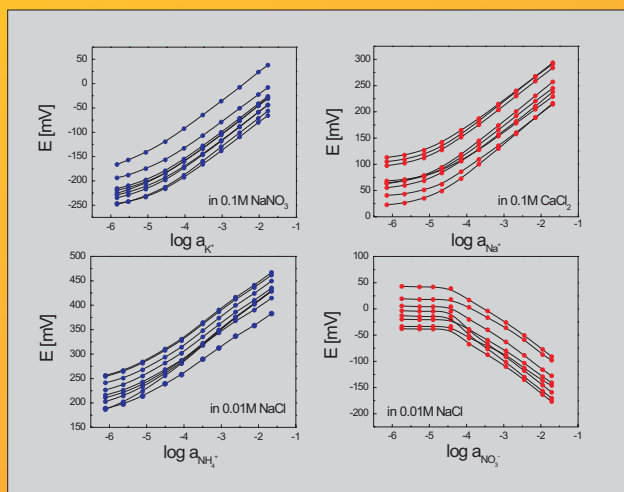 E [mV]
50
0
-50
-100
-150
-200
-250
in 0.1M NaNO₃
-6 -5 -4 -3 -2 -1
log a K⁺
E [mV]
300
250
200
150
100
50
0
in 0.1M CaCl₂
-6 -5 -4 -3 -2 -1
log a Na⁺
E [mV]
500
450
400
350
300
250
200
150
in 0.01M NaCl
-6 -5 -4 -3 -2 -1
log a NH₄⁺
E [mV]
100
50
0
-50
-100
-150
-200
in 0.01M NaCl
-6 -5 -4 -3 -2 -1
log a NO₃⁻